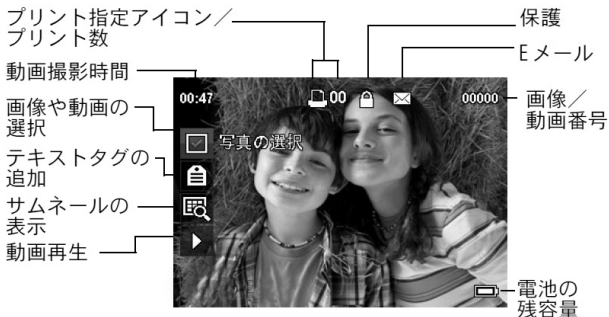 プリント指定アイコン／
プリント数
保護
Eメール
動画撮影時間
00:47
00
00000
画像／
動画番号
画像や動画の
選択
写真の選択
テキストタグの
追加
サムネールの
表示
動画再生
電池の
残容量